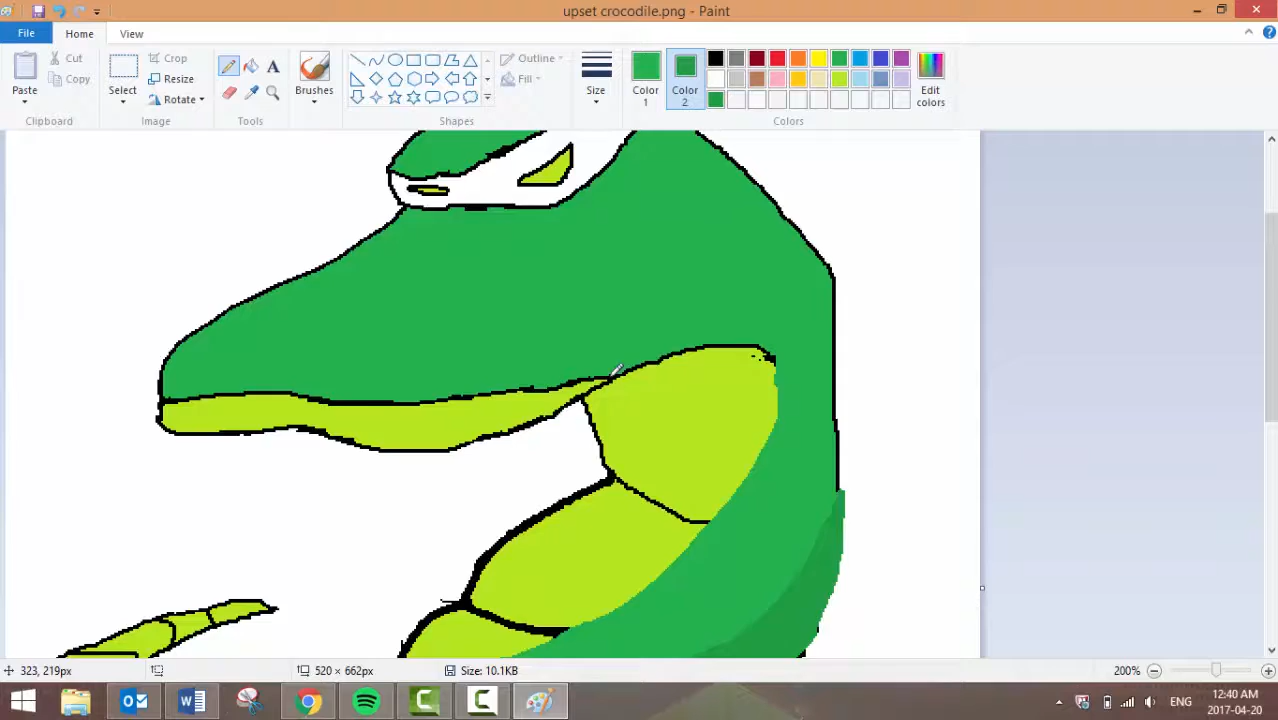 upset crocodile.png - Paint
File Home View
Cut
Copy
Paste
Clipboard
Crop
Resize
Rotate
Select
Image
A
Tools
Brushes
Outline
Fill
Shapes
Size
Color
1
Color
2
Edit
colors
Colors
323, 219px
520 × 662px
Size: 10.1KB
200%
ENG
12:40 AM
2017-04-20